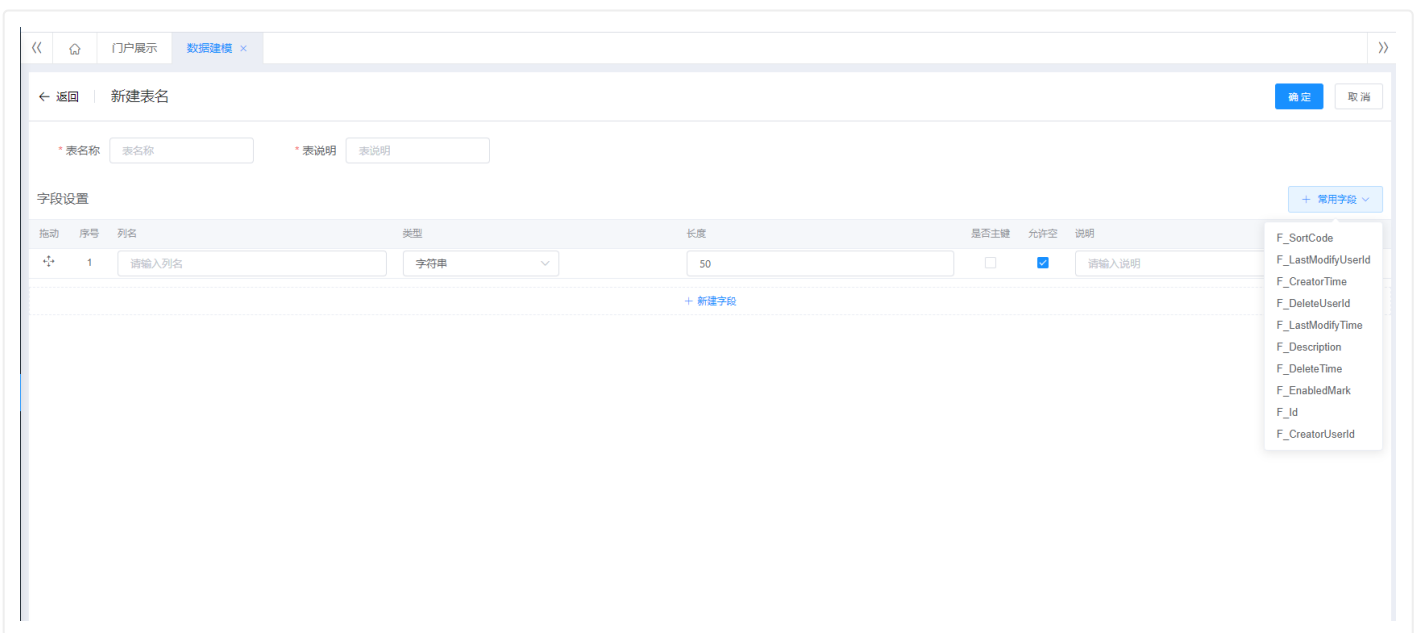 门户展示 数据建模 ×
返回 新建表名 确定 取消
* 表名称 表名称 * 表说明 表说明
字段设置 + 常用字段
拖动 序号 列名 类型 长度 是否主键 允许空 说明
1 请输入列名 字符串 50 请输入说明
+ 新建字段
F_SortCode
F_LastModifyUserId
F_CreatorTime
F_DeleteUserId
F_LastModifyTime
F_Description
F_DeleteTime
F_EnabledMark
F_Id
F_CreatorUserId